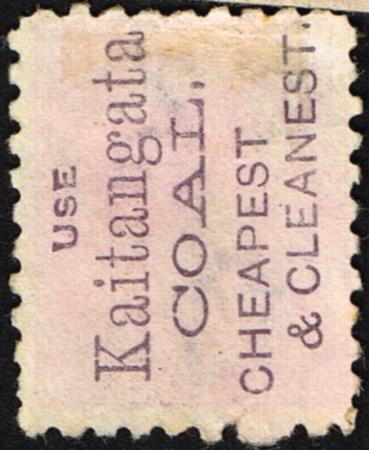 USE
Kaitangata
COAL.
CHEAPEST
& CLEANEST.